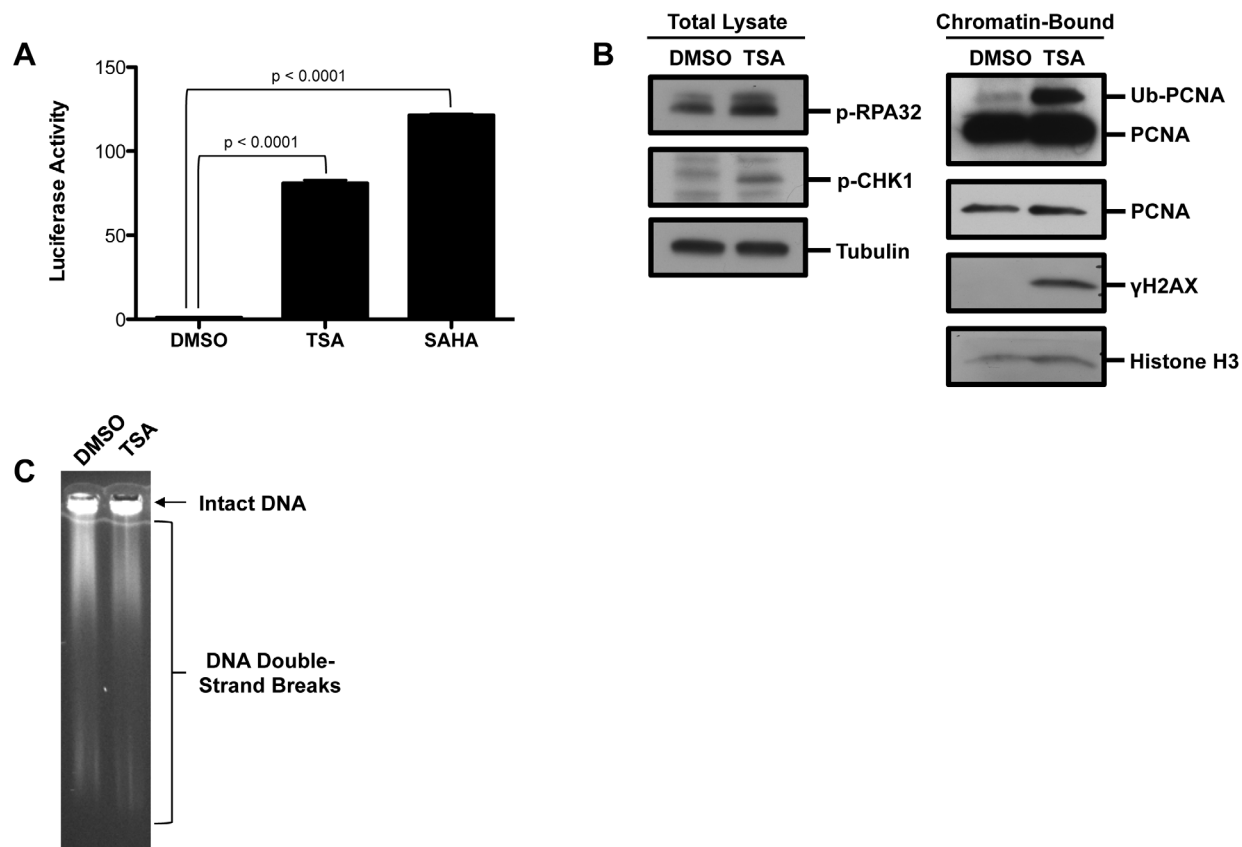 A
Luciferase Activity
150
100
50
0
p < 0.0001
p < 0.0001
DMSO TSA SAHA
B
Total Lysate
DMSO TSA
p-RPA32
p-CHK1
Tubulin
Chromatin-Bound
DMSO TSA
Ub-PCNA
PCNA
PCNA
γH2AX
Histone H3
C
DMSO
TSA
Intact DNA
DNA Double-
Strand Breaks